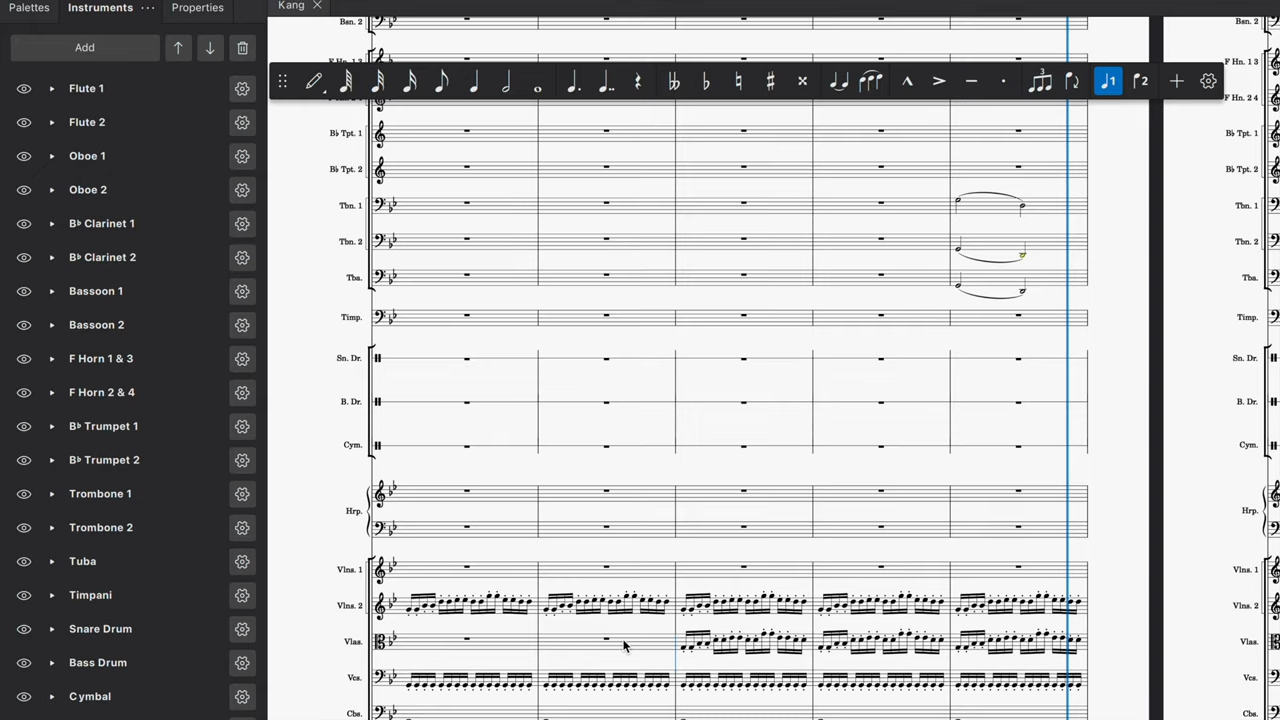 Palettes Instruments ··· Properties Kang
Add
Flute 1
Flute 2
Oboe 1
Oboe 2
B♭ Clarinet 1
B♭ Clarinet 2
Bassoon 1
Bassoon 2
F Horn 1 & 3
F Horn 2 & 4
B♭ Trumpet 1
B♭ Trumpet 2
Trombone 1
Trombone 2
Tuba
Timpani
Snare Drum
Bass Drum
Cymbal
Bsn. 2
F Hn. 1 3
B♭ Tpt. 1
B♭ Tpt. 2
Tbn. 1
Tbn. 2
Tba.
Timp.
Sn. Dr.
B. Dr.
Cym.
Hrp.
Vlns. 1
Vlns. 2
Vlas.
Vcs.
Cbs.
Bsn. 2
F Hn. 1 3
F Hn. 2 4
B♭ Tpt. 1
B♭ Tpt. 2
Tbn. 1
Tbn. 2
Tba.
Timp.
Sn. Dr.
B. Dr.
Cym.
Hrp.
Vlns. 1
Vlns. 2
Vlas.
Vcs.
Cbs.